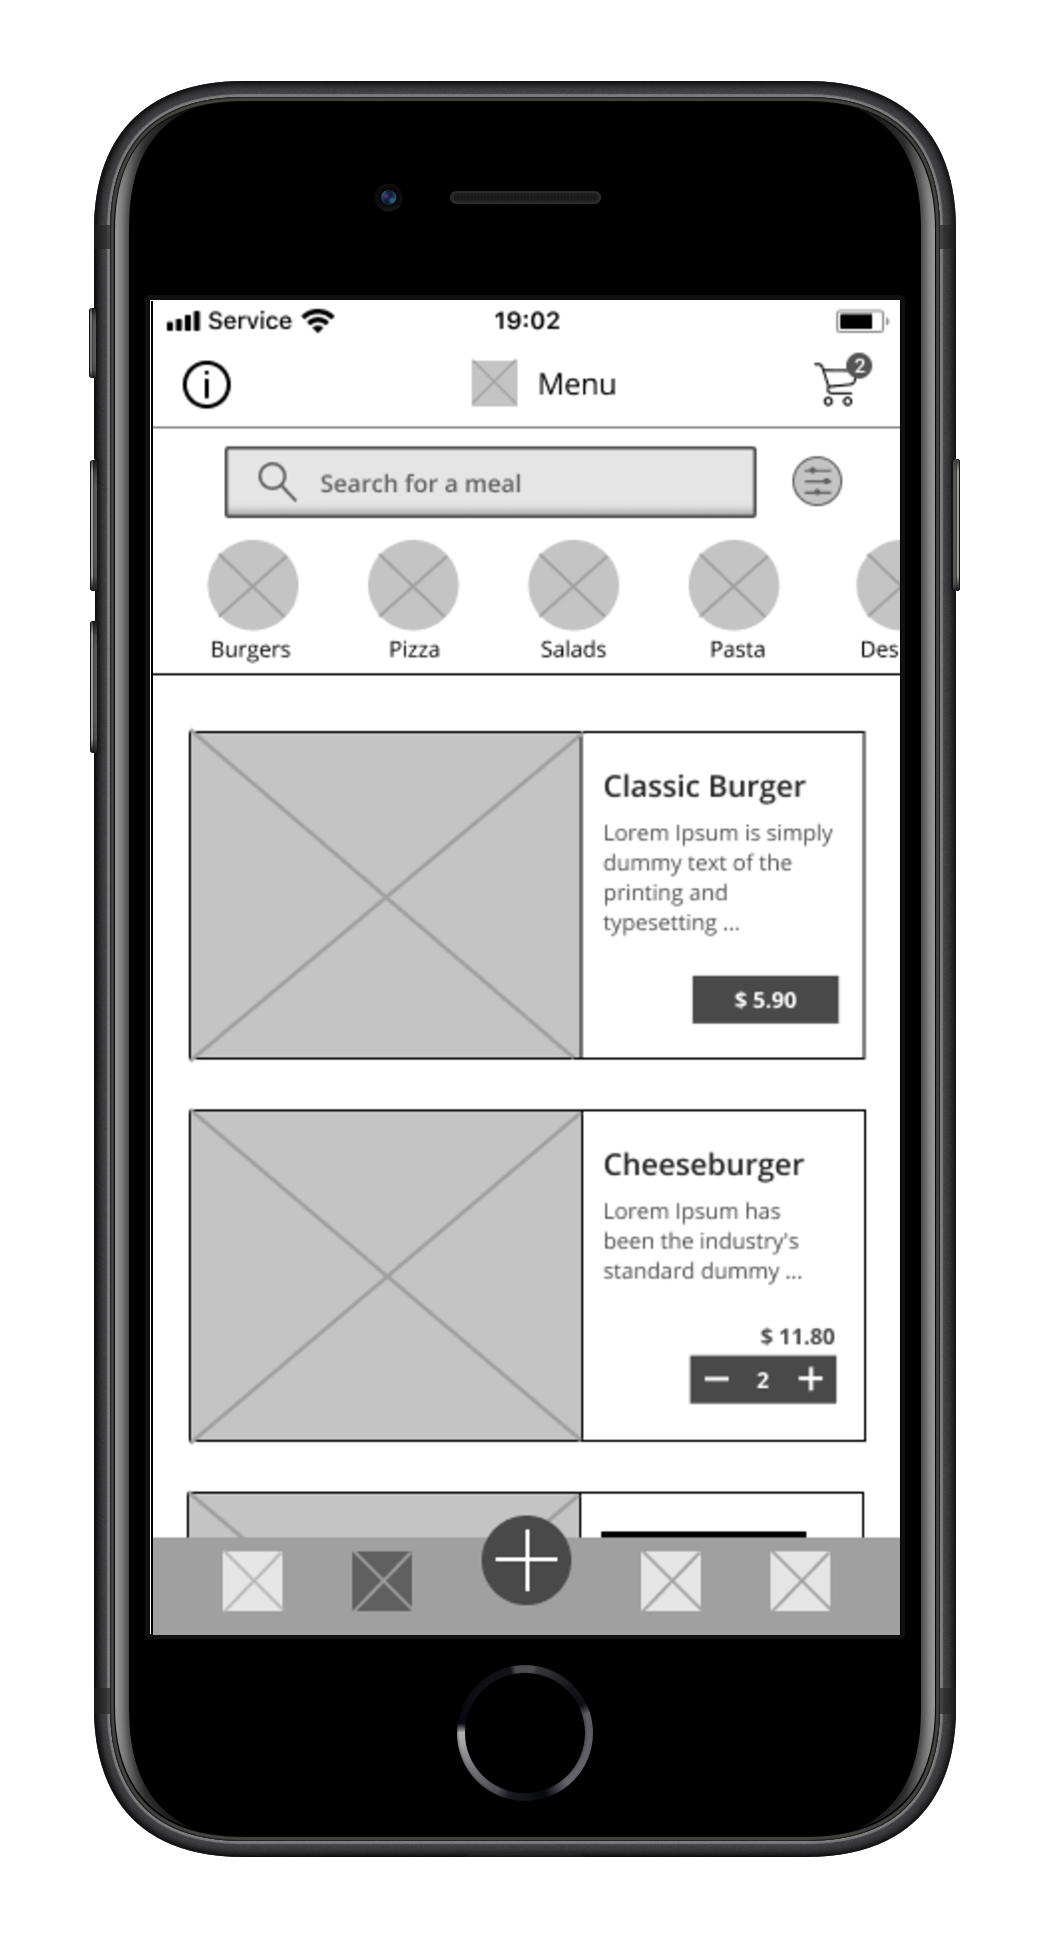 Service
19:02
Menu
2
Search for a meal
Burgers
Pizza
Salads
Pasta
Des
Classic Burger
Lorem Ipsum is simply
dummy text of the
printing and
typesetting ...
$ 5.90
Cheeseburger
Lorem Ipsum has
been the industry's
standard dummy ...
$ 11.80
2